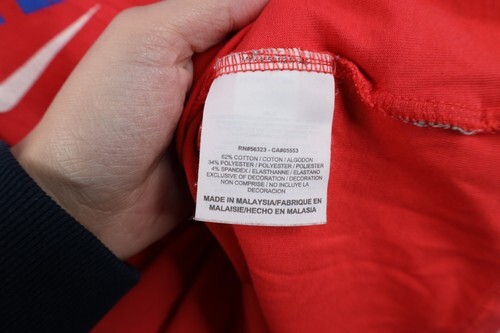 RN#56323 - CA#05553
62% COTTON / COTON / ALGODON
34% POLYESTER / POLYESTER / POLIESTER
4% SPANDEX / ELASTHANNE / ELASTANO
EXCLUSIVE OF DECORATION / DECORATION
NON COMPRISE / NO INCLUYE LA
DECORACION
MADE IN MALAYSIA/FABRIQUE EN
MALAISIE/HECHO EN MALASIA